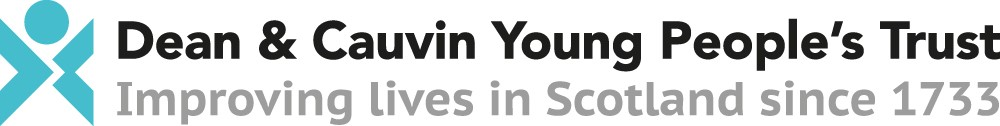 Dean & Cauvin Young People‘s Trust
Improving lives in Scotland since 1733